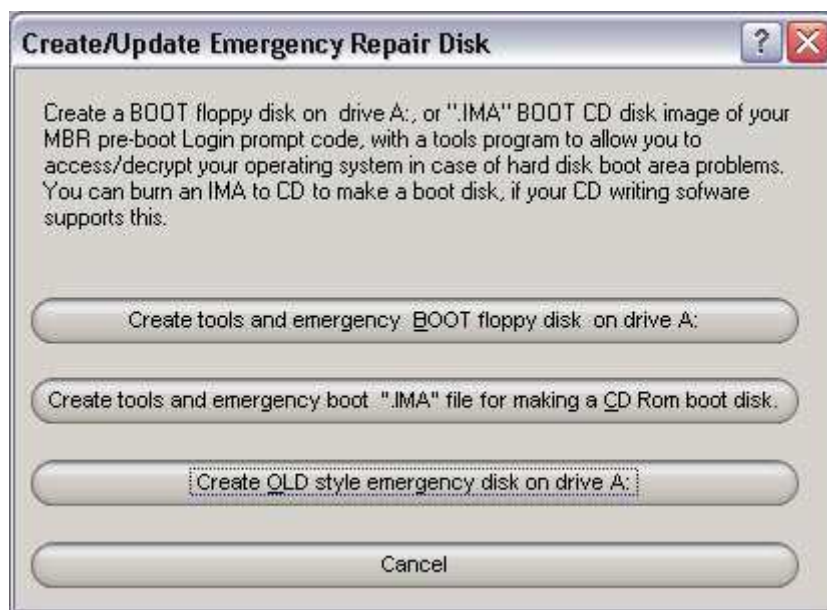 Create/Update Emergency Repair Disk
Create a BOOT floppy disk on drive A:, or ".IMA" BOOT CD disk image of your
MBR pre-boot Login prompt code, with a tools program to allow you to
access/decrypt your operating system in case of hard disk boot area problems.
You can burn an IMA to CD to make a boot disk, if your CD writing sofware
supports this.
Create tools and emergency BOOT floppy disk on drive A:
Create tools and emergency boot ".IMA" file for making a CD Rom boot disk.
Create OLD style emergency disk on drive A:
Cancel